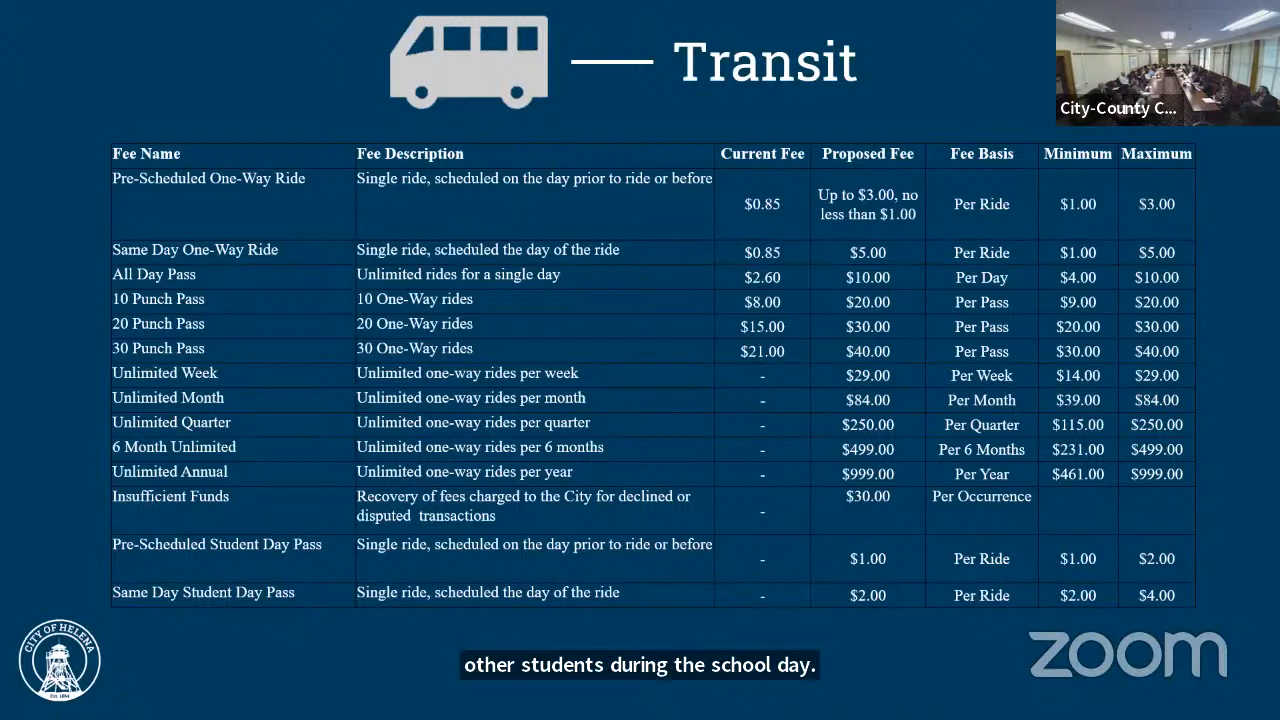 Transit
City-County C...
Fee Name Fee Description Current Fee Proposed Fee Fee Basis Minimum Maximum
Pre-Scheduled One-Way Ride Single ride, scheduled on the day prior to ride or before $0.85 Up to $3.00, no less than $1.00 Per Ride $1.00 $3.00
Same Day One-Way Ride Single ride, scheduled the day of the ride $0.85 $5.00 Per Ride $1.00 $5.00
All Day Pass Unlimited rides for a single day $2.60 $10.00 Per Day $4.00 $10.00
10 Punch Pass 10 One-Way rides $8.00 $20.00 Per Pass $9.00 $20.00
20 Punch Pass 20 One-Way rides $15.00 $30.00 Per Pass $20.00 $30.00
30 Punch Pass 30 One-Way rides $21.00 $40.00 Per Pass $30.00 $40.00
Unlimited Week Unlimited one-way rides per week - $29.00 Per Week $14.00 $29.00
Unlimited Month Unlimited one-way rides per month - $84.00 Per Month $39.00 $84.00
Unlimited Quarter Unlimited one-way rides per quarter - $250.00 Per Quarter $115.00 $250.00
6 Month Unlimited Unlimited one-way rides per 6 months - $499.00 Per 6 Months $231.00 $499.00
Unlimited Annual Unlimited one-way rides per year - $999.00 Per Year $461.00 $999.00
Insufficient Funds Recovery of fees charged to the City for declined or disputed transactions - $30.00 Per Occurrence
Pre-Scheduled Student Day Pass Single ride, scheduled on the day prior to ride or before - $1.00 Per Ride $1.00 $2.00
Same Day Student Day Pass Single ride, scheduled the day of the ride - $2.00 Per Ride $2.00 $4.00
CITY OF HELENA
Est. 1864
other students during the school day.
zoom